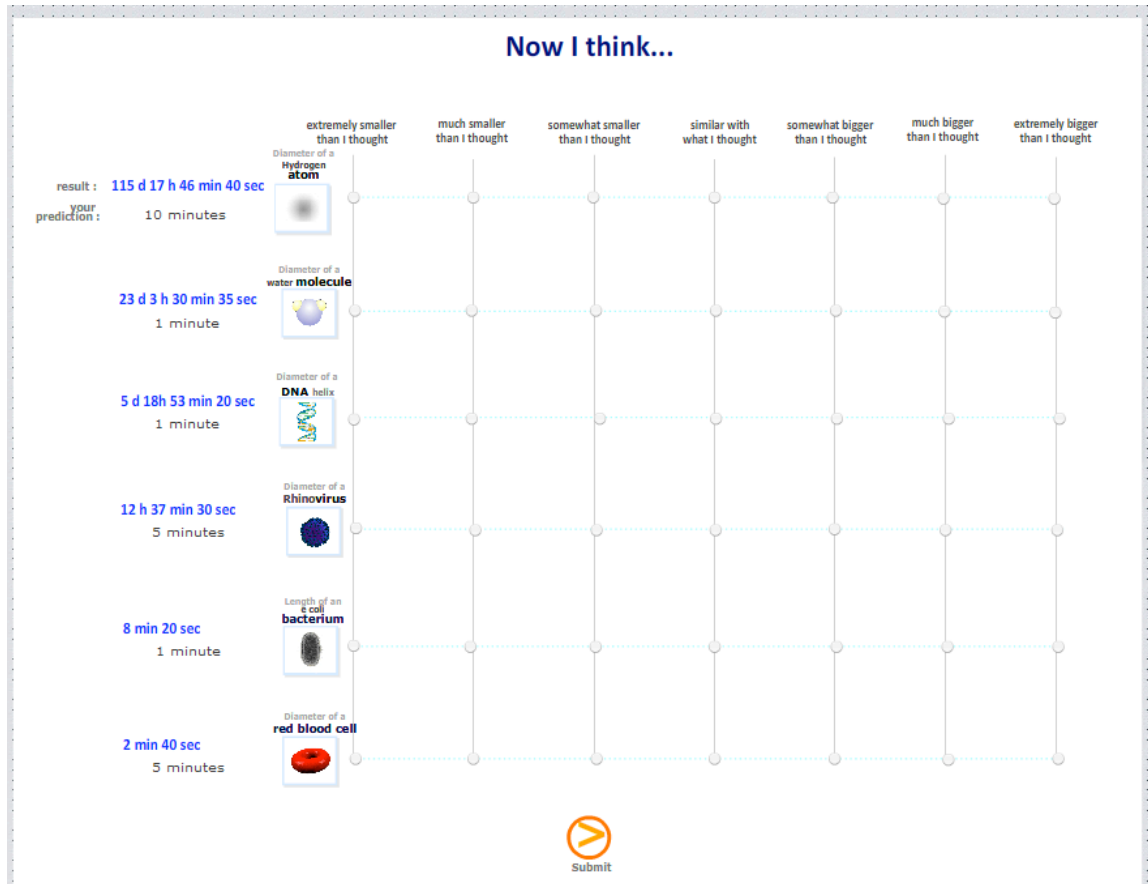 Now I think...
extremely smaller
than I thought
much smaller
than I thought
somewhat smaller
than I thought
similar with
what I thought
somewhat bigger
than I thought
much bigger
than I thought
extremely bigger
than I thought
Diameter of a
Hydrogen
atom
result : 115 d 17 h 46 min 40 sec
your
prediction : 10 minutes
Diameter of a
water molecule
23 d 3 h 30 min 35 sec
1 minute
Diameter of a
DNA helix
5 d 18h 53 min 20 sec
1 minute
Diameter of a
Rhinovirus
12 h 37 min 30 sec
5 minutes
Length of an
e coli
bacterium
8 min 20 sec
1 minute
Diameter of a
red blood cell
2 min 40 sec
5 minutes
Submit